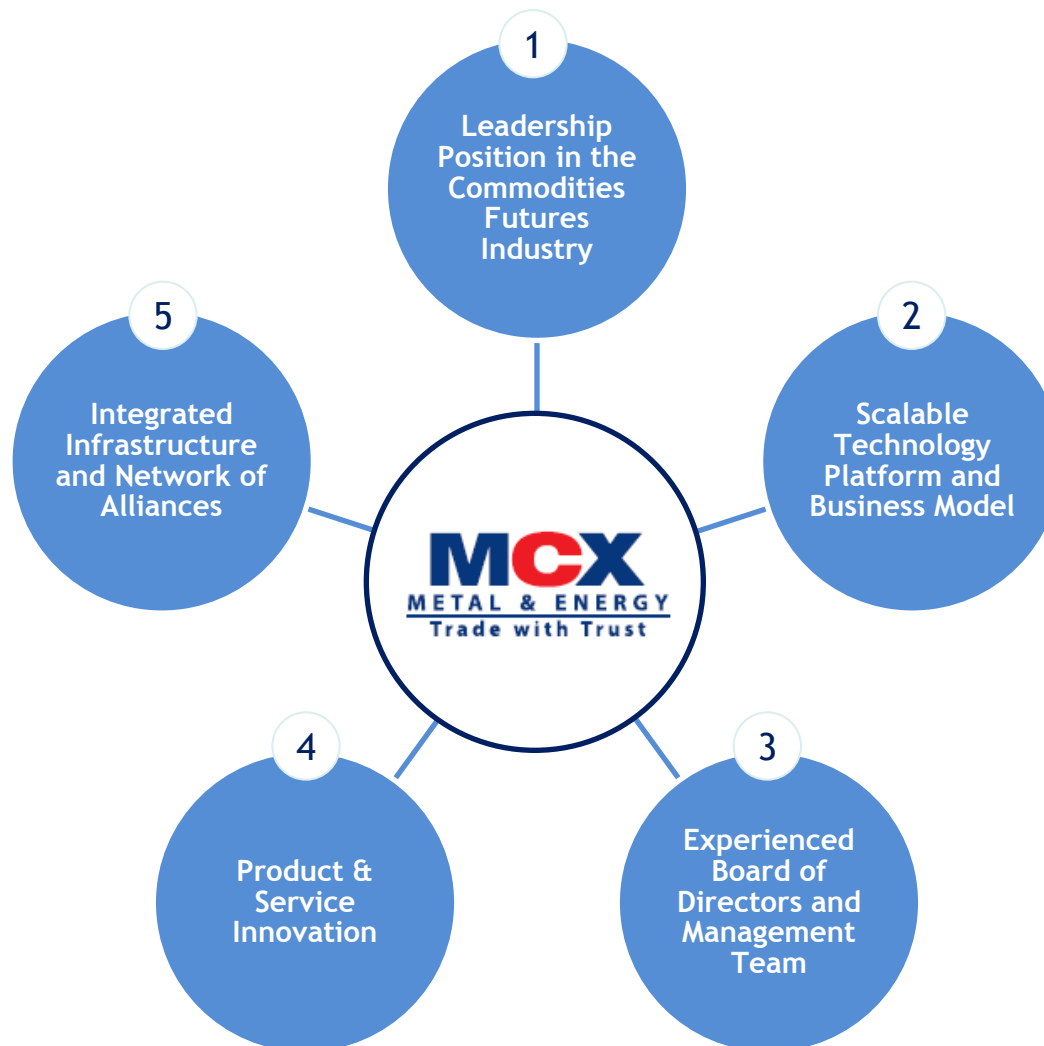 1
Leadership
Position in the
Commodities
Futures
Industry
2
Scalable
Technology
Platform and
Business Model
3
Experienced
Board of
Directors and
Management
Team
4
Product &
Service
Innovation
5
Integrated
Infrastructure
and Network of
Alliances
MCX
METAL & ENERGY
Trade with Trust